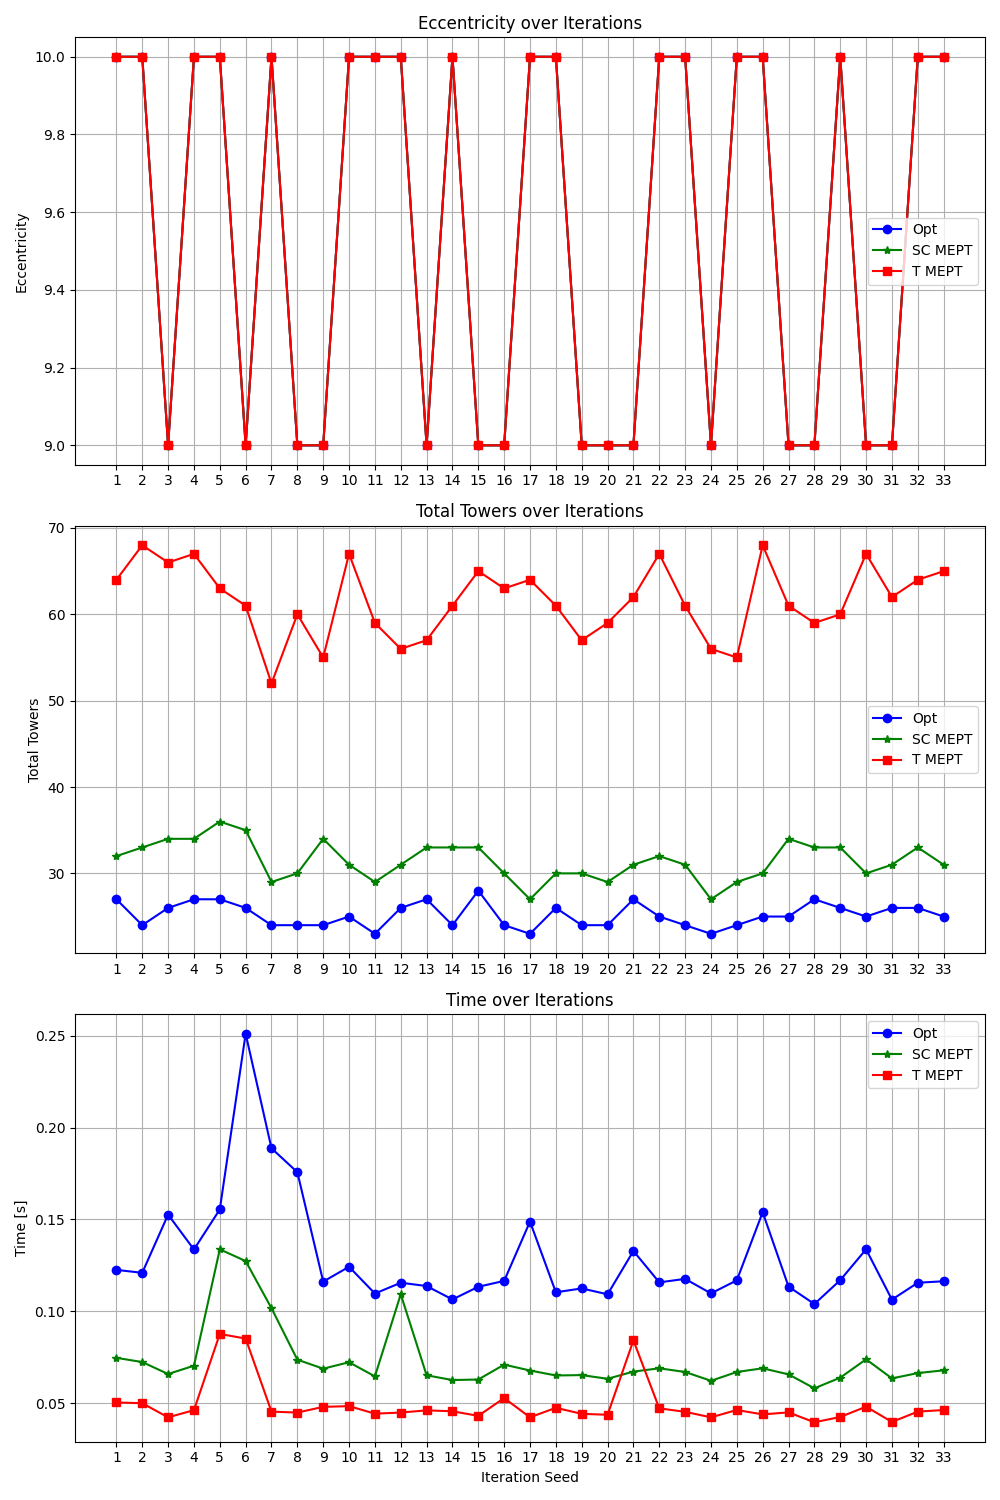 Eccentricity over Iterations
Eccentricity
10.0
9.8
9.6
9.4
9.2
9.0
Opt
SC MEPT
T MEPT
1 2 3 4 5 6 7 8 9 10 11 12 13 14 15 16 17 18 19 20 21 22 23 24 25 26 27 28 29 30 31 32 33
Total Towers over Iterations
Total Towers
70
60
50
40
30
Opt
SC MEPT
T MEPT
1 2 3 4 5 6 7 8 9 10 11 12 13 14 15 16 17 18 19 20 21 22 23 24 25 26 27 28 29 30 31 32 33
Time over Iterations
Time [s]
0.25
0.20
0.15
0.10
0.05
Opt
SC MEPT
T MEPT
1 2 3 4 5 6 7 8 9 10 11 12 13 14 15 16 17 18 19 20 21 22 23 24 25 26 27 28 29 30 31 32 33
Iteration Seed